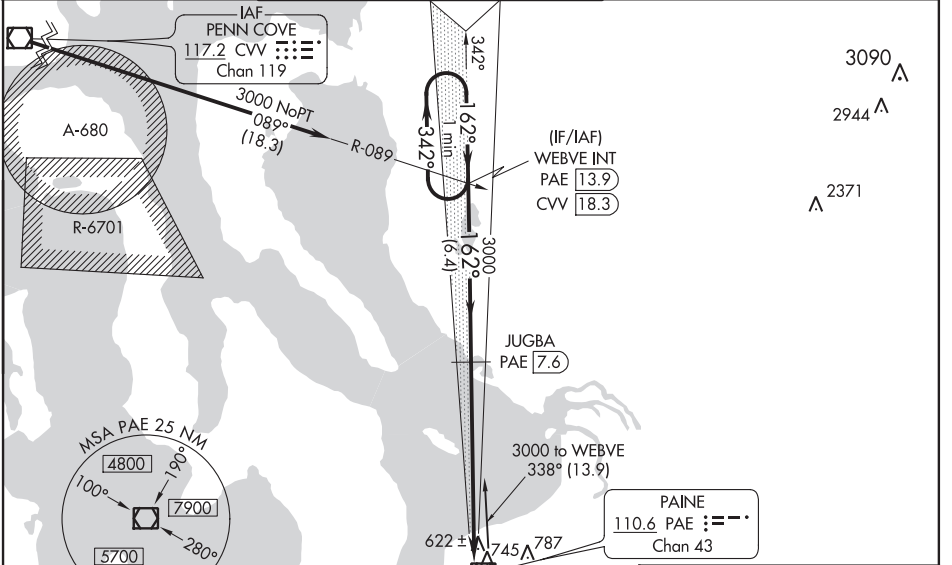 IAF
PENN COVE
117.2 CVV
Chan 119
342°
3090
2944
2371
3000 NoPT
089°
(18.3)
R-089
A-680
R-6701
342°
1 min
162°
(IF/IAF)
WEBVE INT
PAE 13.9
CVV 18.3
3000
162°
(6.4)
JUGBA
PAE 7.6
MSA PAE 25 NM
4800
190°
100°
7900
280°
5700
3000 to WEBVE
338° (13.9)
PAINE
110.6 PAE
Chan 43
622 ±
745
787